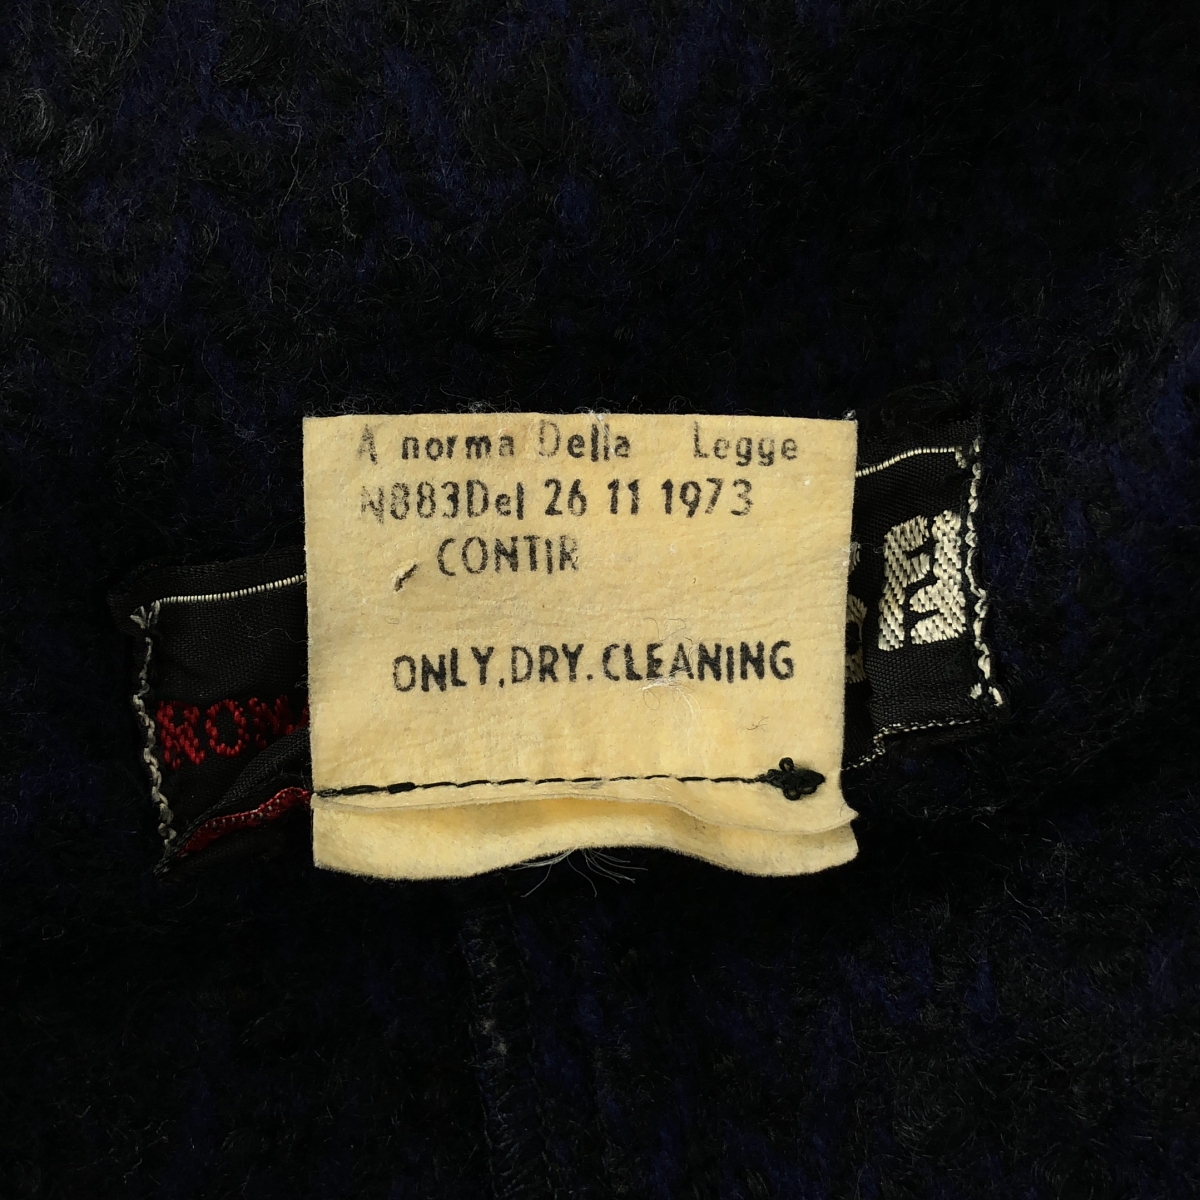 A norma Della Legge
N883Del 26 11 1973
CONTIR
ONLY,DRY.CLEANING